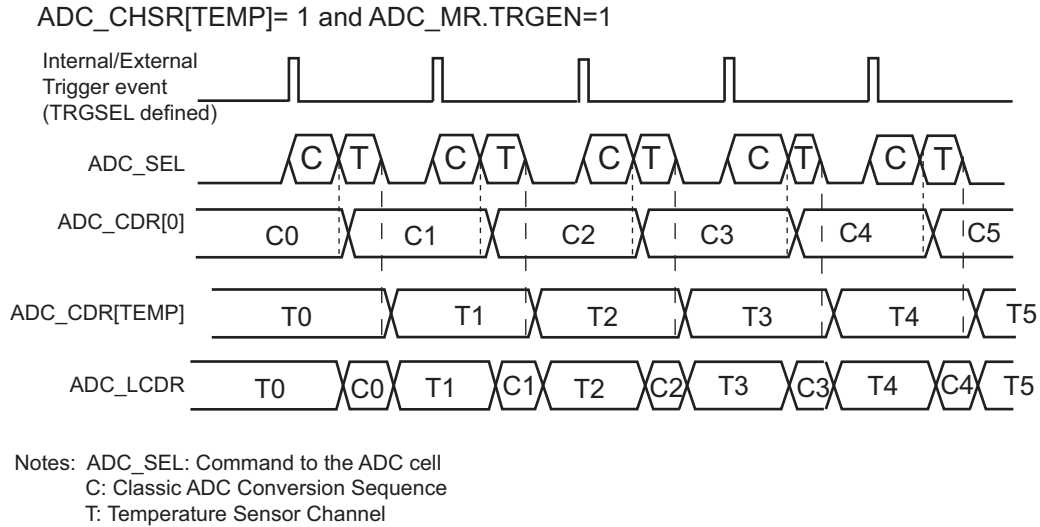 ADC_CHSR[TEMP]= 1 and ADC_MR.TRGEN=1
Internal/External
Trigger event
(TRGSEL defined)
ADC_SEL C T C T C T C T C T
ADC_CDR[0] C0 C1 C2 C3 C4 C5
ADC_CDR[TEMP] T0 T1 T2 T3 T4 T5
ADC_LCDR T0 C0 T1 C1 T2 C2 T3 C3 T4 C4 T5
Notes: ADC_SEL: Command to the ADC cell
C: Classic ADC Conversion Sequence
T: Temperature Sensor Channel